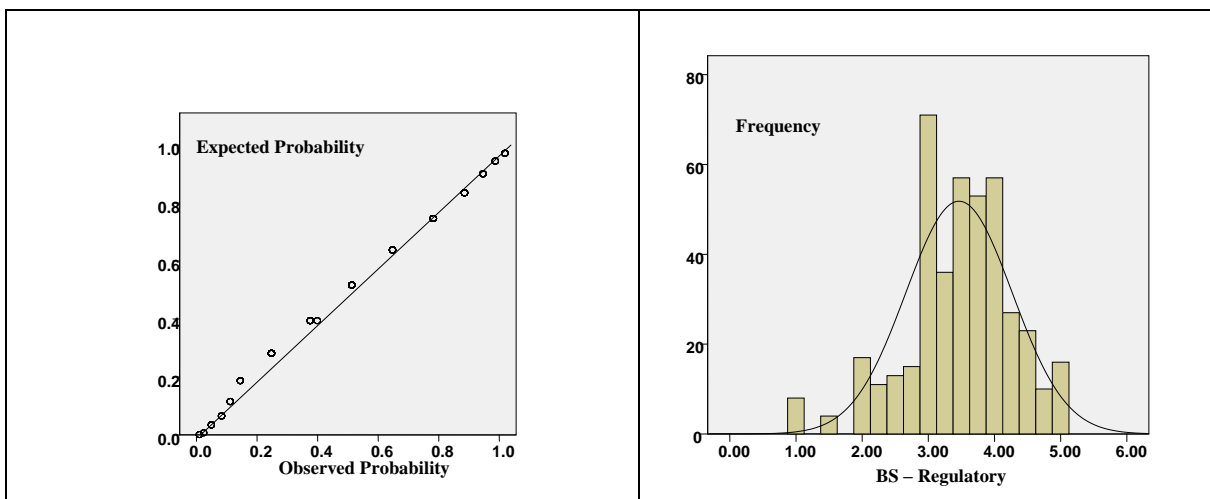 Expected Probability
1.0
0.8
0.6
0.4
0.2
0.0
0.0 0.2 0.4 0.6 0.8 1.0
Observed Probability
Frequency
80
60
40
20
0
0.00 1.00 2.00 3.00 4.00 5.00 6.00
BS – Regulatory